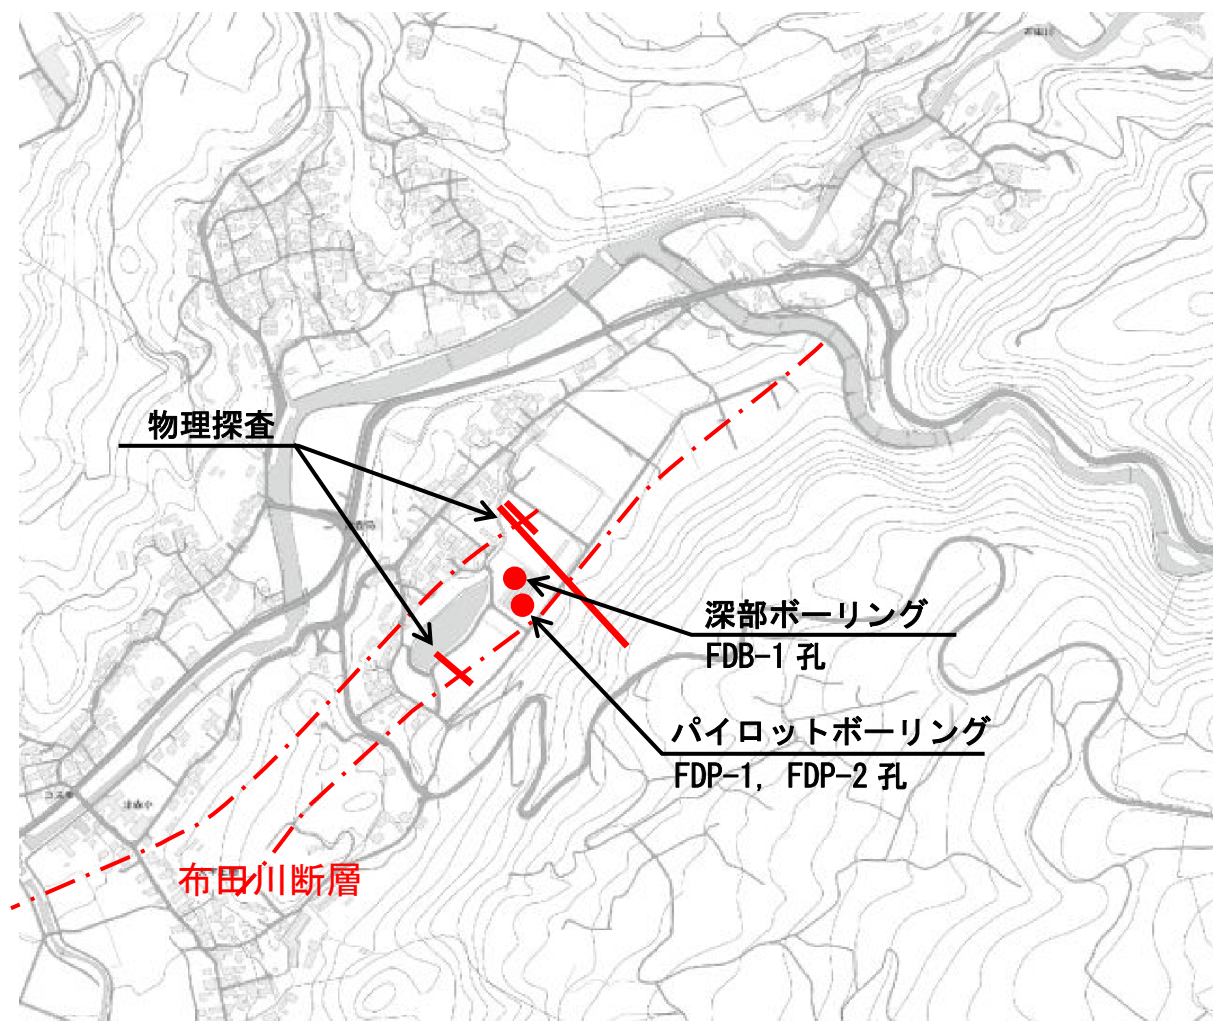 物理探査
深部ボーリング
FDB-1 孔
パイロットボーリング
FDP-1, FDP-2 孔
布田川断層